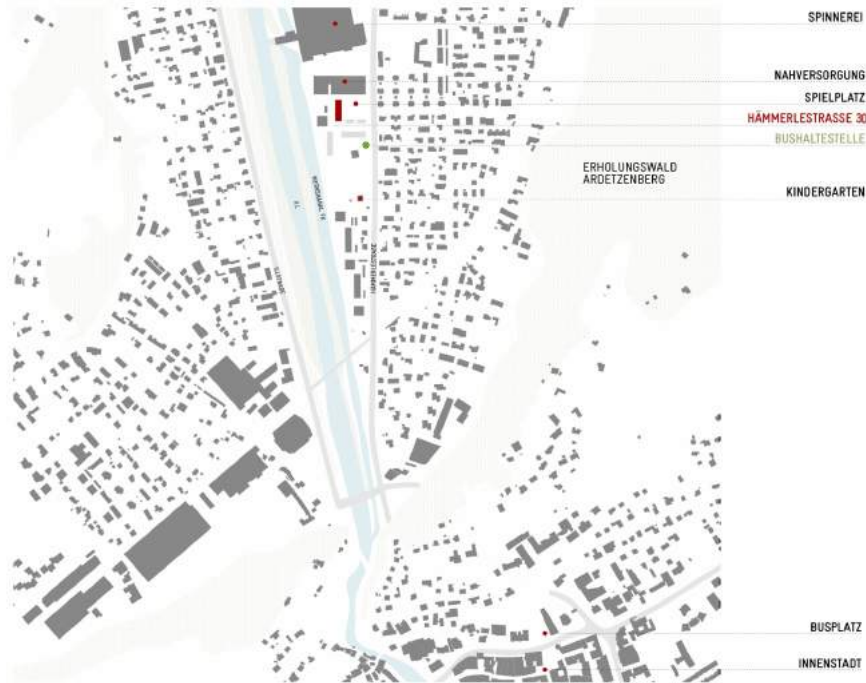 SPINNEREI
NAHVERSORGUNG
SPIELPLATZ
HÄMMERLESTRASSE 30
BUSHALTESTELLE
ERHOLUNGSWALD
ARDETZENBERG
KINDERGARTEN
BUSPLATZ
INNENSTADT